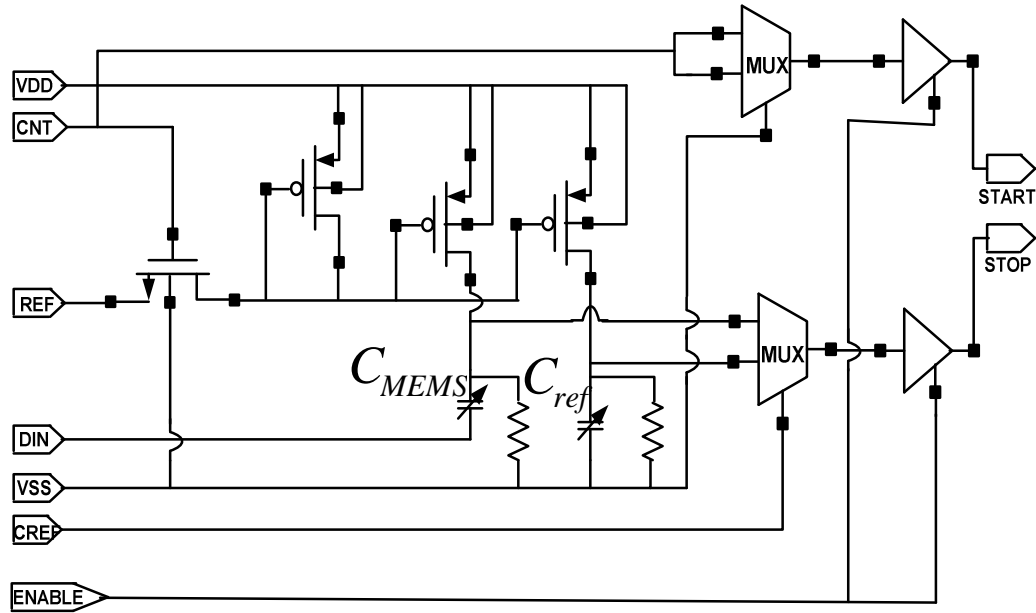 MUX
VDD
CNT
START
STOP
REF
MUX
C_MEMS
C_ref
DIN
VSS
CREF
ENABLE